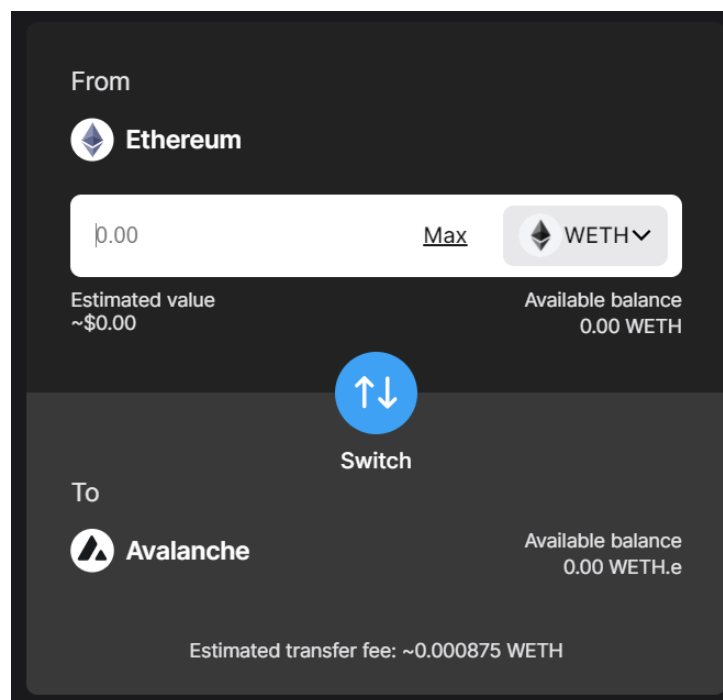 From
Ethereum
0.00 Max WETH
Estimated value Available balance
~$0.00 0.00 WETH
Switch
To
Avalanche
Available balance
0.00 WETH.e
Estimated transfer fee: ~0.000875 WETH